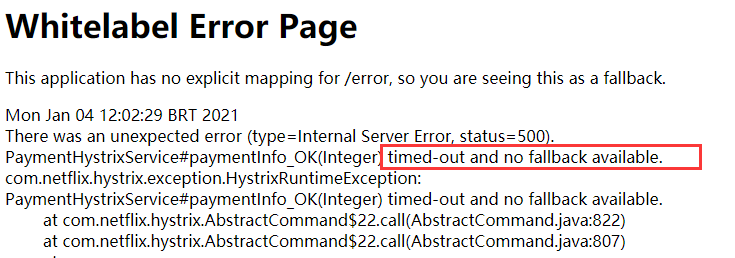 Whitelabel Error Page
This application has no explicit mapping for /error, so you are seeing this as a fallback.
Mon Jan 04 12:02:29 BRT 2021
There was an unexpected error (type=Internal Server Error, status=500).
PaymentHystrixService#paymentInfo_OK(Integer) timed-out and no fallback available.
com.netflix.hystrix.exception.HystrixRuntimeException:
PaymentHystrixService#paymentInfo_OK(Integer) timed-out and no fallback available.
at com.netflix.hystrix.AbstractCommand$22.call(AbstractCommand.java:822)
at com.netflix.hystrix.AbstractCommand$22.call(AbstractCommand.java:807)